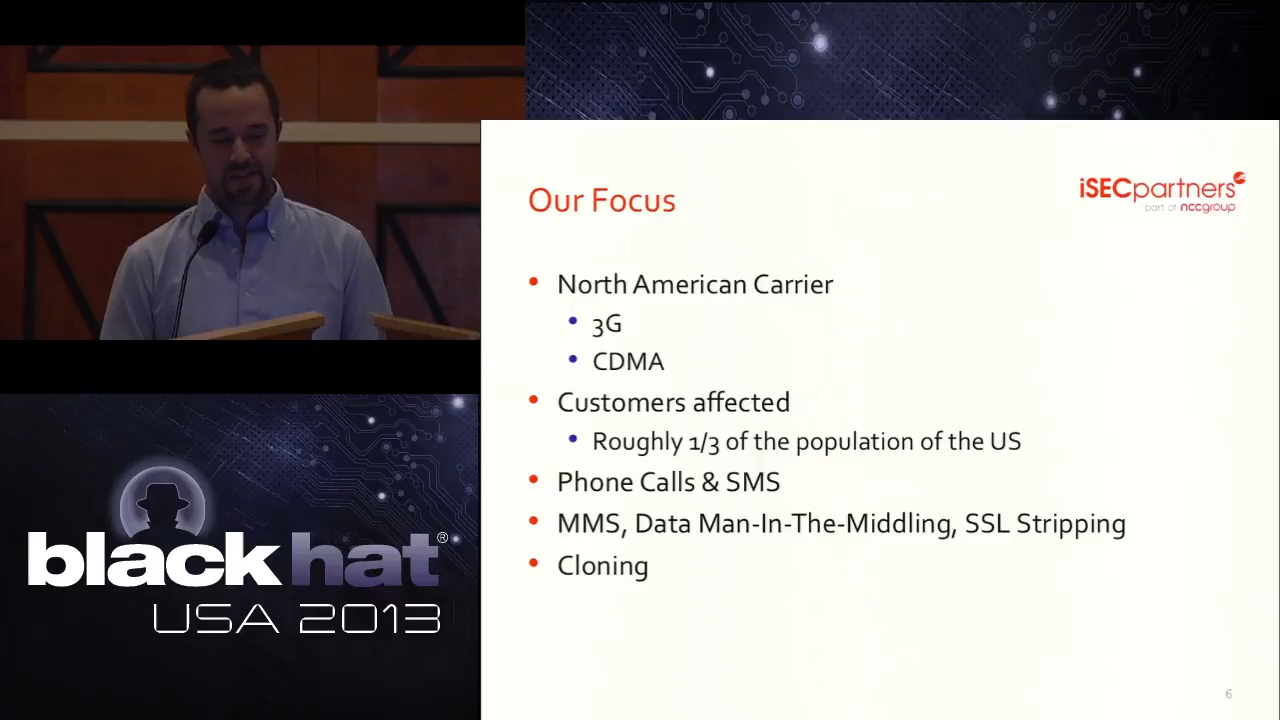 Our Focus
iSECpartners
part of nccgroup
• North American Carrier
• 3G
• CDMA
• Customers affected
• Roughly 1/3 of the population of the US
• Phone Calls & SMS
• MMS, Data Man-In-The-Middling, SSL Stripping
• Cloning
6
black hat®
USA 2013